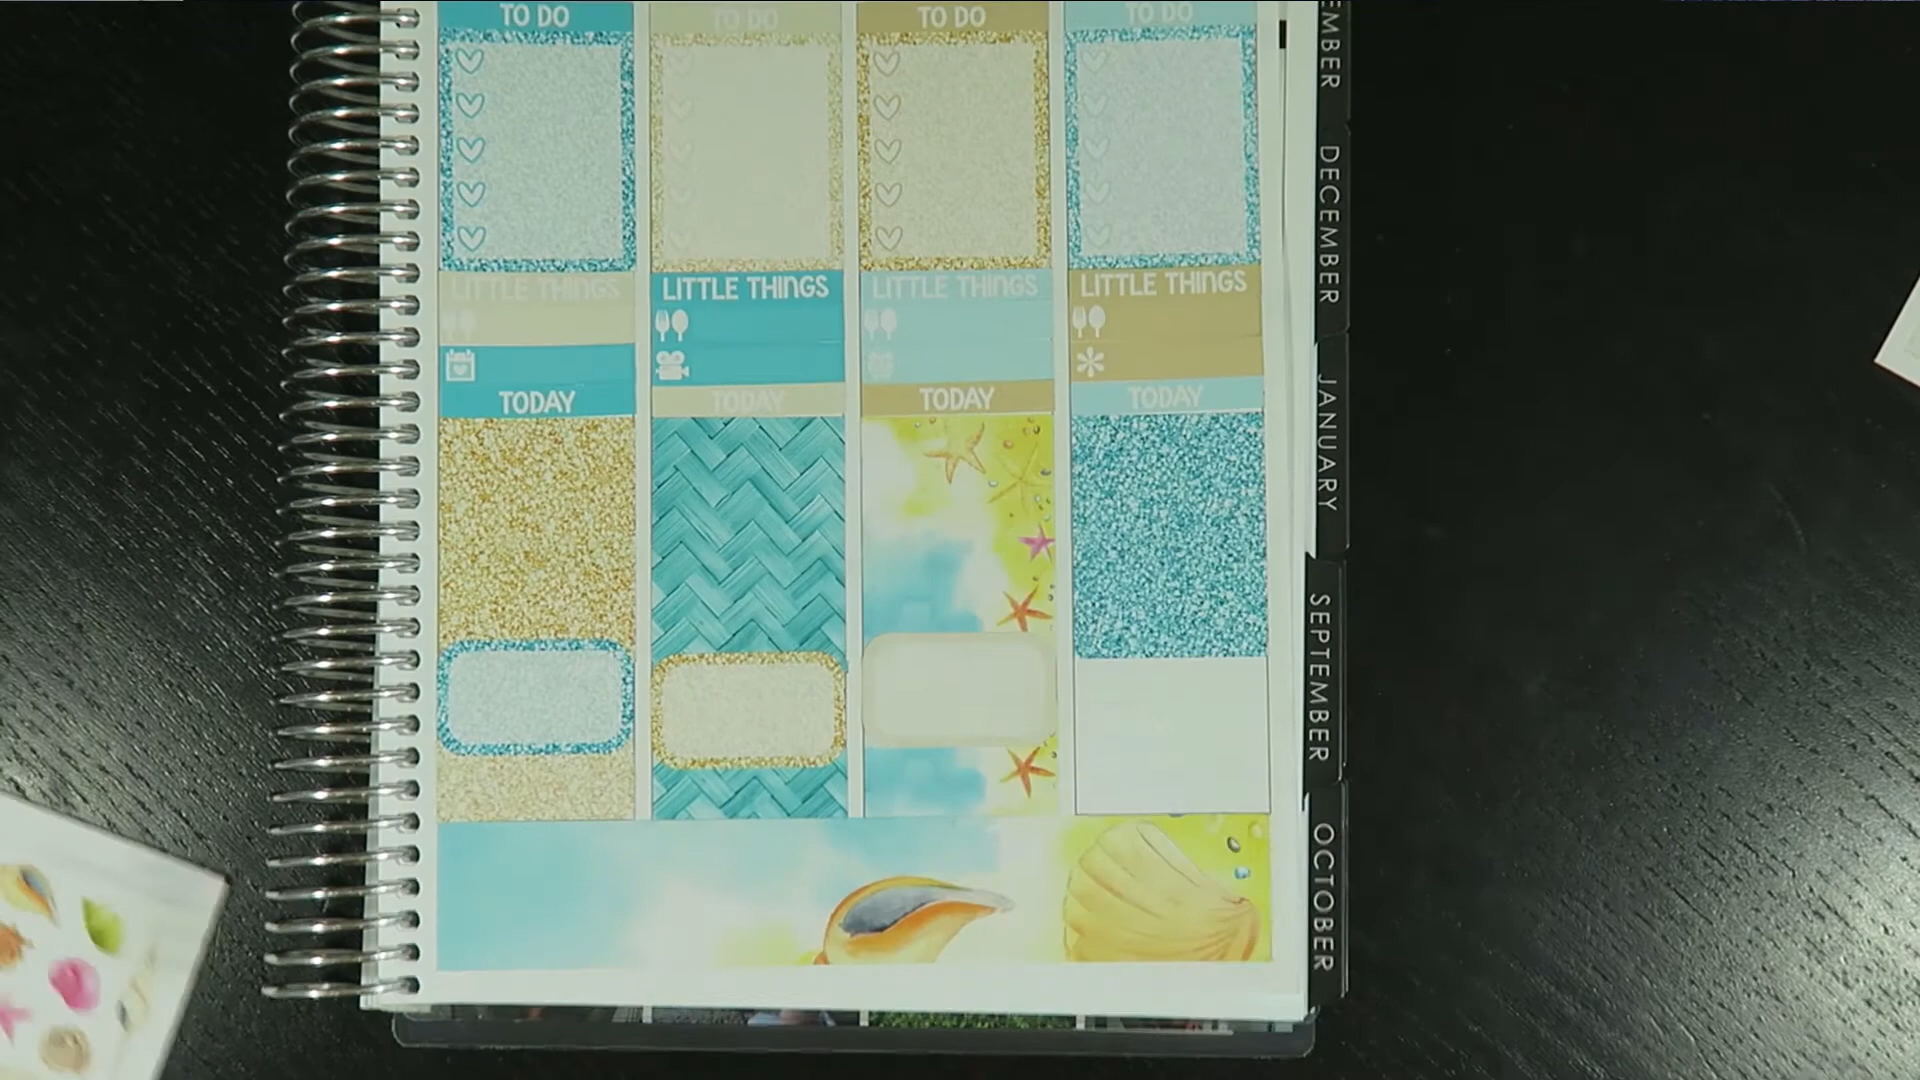 TO DO
TO DO
TO DO
TO DO
LITTLE THINGS
LITTLE THINGS
LITTLE THINGS
LITTLE THINGS
TODAY
TODAY
TODAY
TODAY
EMBER
DECEMBER
JANUARY
SEPTEMBER
OCTOBER